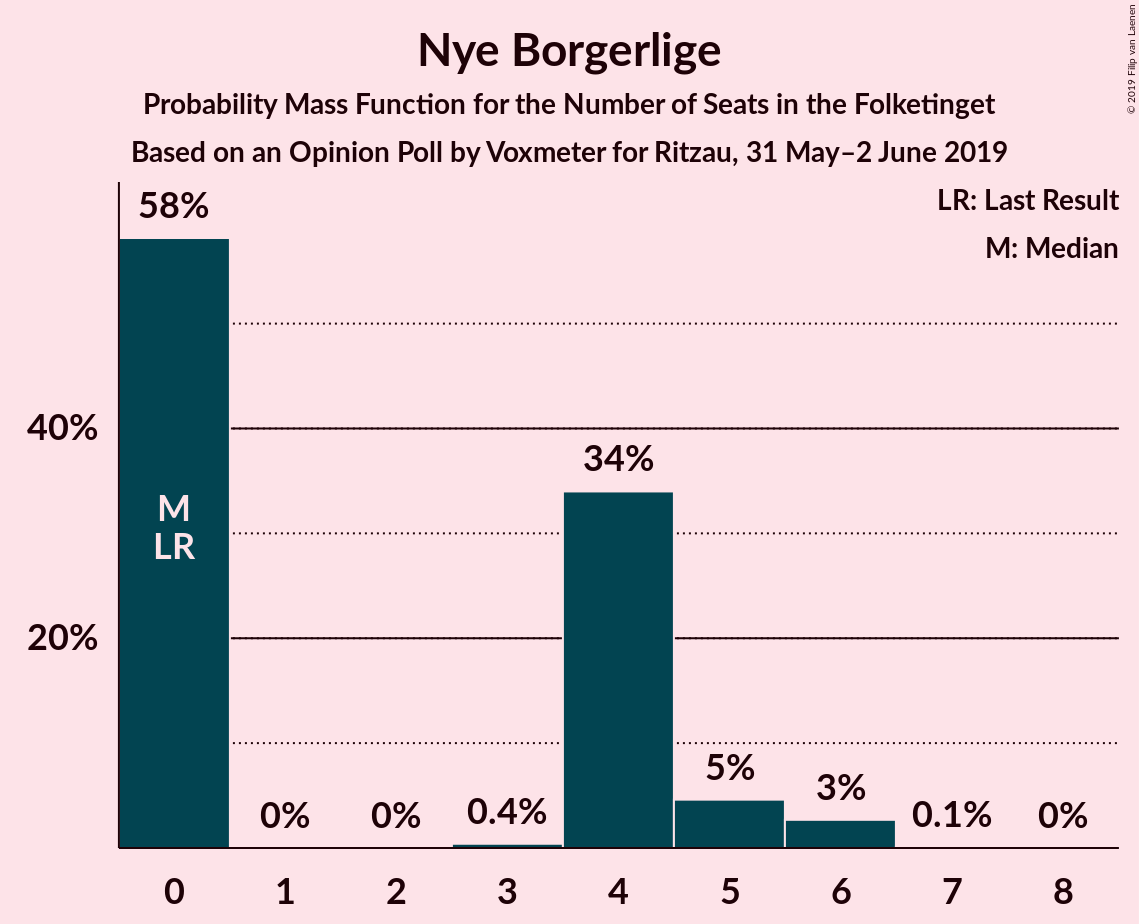 Nye Borgerlige
Probability Mass Function for the Number of Seats in the Folketinget
Based on an Opinion Poll by Voxmeter for Ritzau, 31 May–2 June 2019
© 2019 Filip van Laenen
LR: Last Result
M: Median
58%
40%
34%
M
LR
20%
5%
3%
0%
0%
0.4%
0.1%
0%
0 1 2 3 4 5 6 7 8